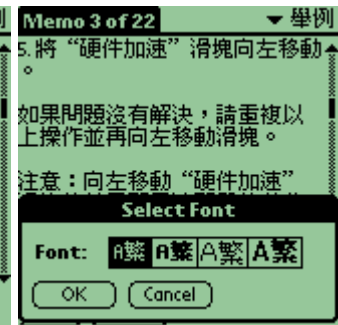 Memo 3 of 22
舉例
5. 將“硬件加速”滑塊向左移動
。
如果問題沒有解決，請重複以
上操作並再向左移動滑塊。
注意：向左移動“硬件加速”
Select Font
Font: A繁 A繁 A繁 A繁
OK Cancel